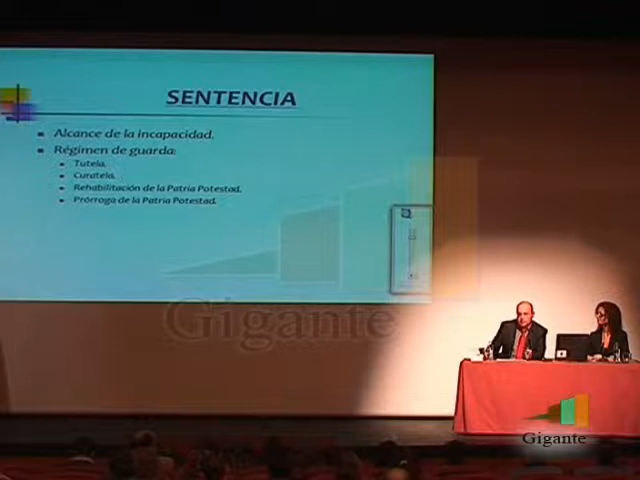 SENTENCIA
Alcance de la incapacidad.
Régimen de guarda:
Tutela.
Curatela.
Rehabilitación de la Patria Potestad.
Prórroga de la Patria Potestad.
Gigante
Gigante